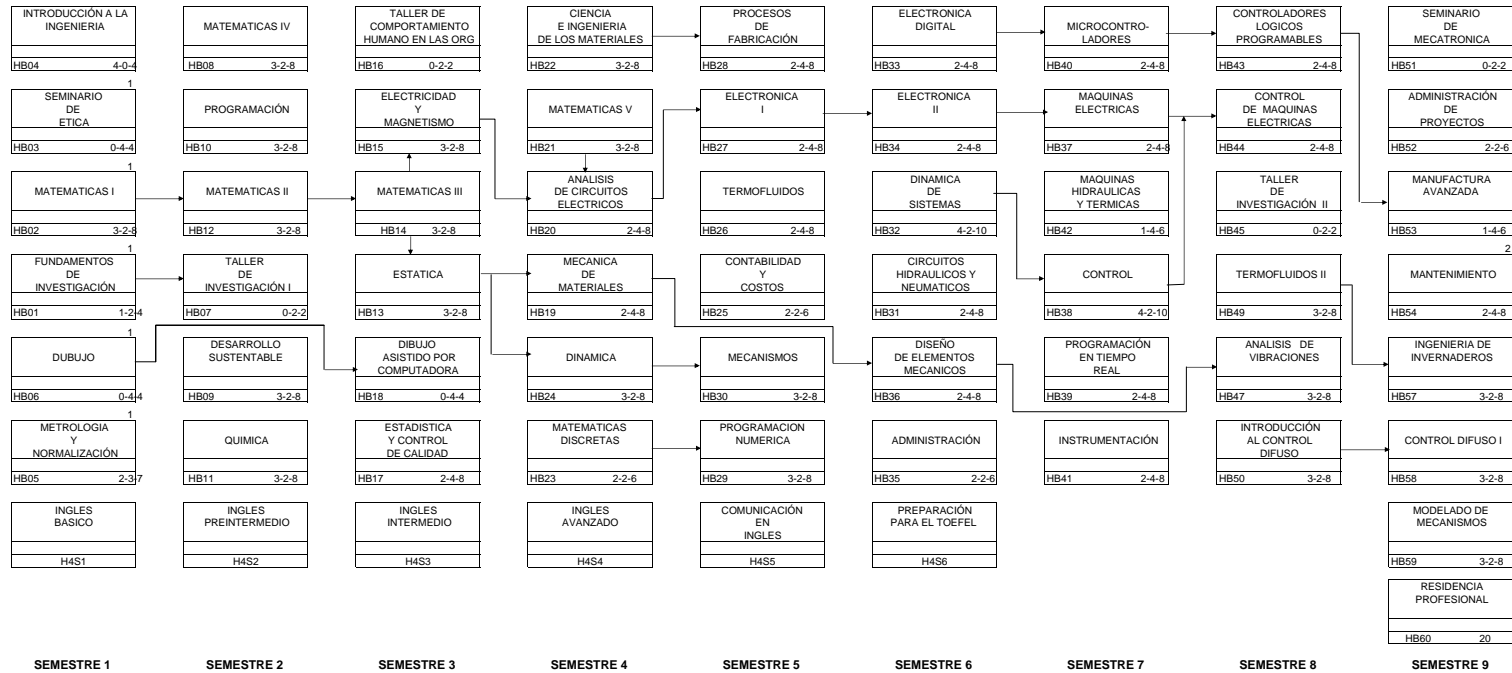 INTRODUCCIÓN A LA
INGENIERIA
HB04 4-0-4
1
MATEMATICAS IV
HB08 3-2-8
TALLER DE
COMPORTAMIENTO
HUMANO EN LAS ORG
HB16 0-2-2
CIENCIA
E INGENIERIA
DE LOS MATERIALES
HB22 3-2-8
PROCESOS
DE
FABRICACIÓN
HB28 2-4-8
ELECTRONICA
DIGITAL
HB33 2-4-8
MICROCONTRO-
LADORES
HB40 2-4-8
CONTROLADORES
LOGICOS
PROGRAMABLES
HB43 2-4-8
SEMINARIO
DE
MECATRONICA
HB51 0-2-2
SEMINARIO
DE
ETICA
HB03 0-4-4
1
PROGRAMACIÓN
HB10 3-2-8
ELECTRICIDAD
Y
MAGNETISMO
HB15 3-2-8
MATEMATICAS V
HB21 3-2-8
ELECTRONICA
I
HB27 2-4-8
ELECTRONICA
II
HB34 2-4-8
MAQUINAS
ELECTRICAS
HB37 2-4-8
CONTROL
DE MAQUINAS
ELECTRICAS
HB44 2-4-8
ADMINISTRACIÓN
DE
PROYECTOS
HB52 2-2-6
MATEMATICAS I
HB02 3-2-8
1
MATEMATICAS II
HB12 3-2-8
MATEMATICAS III
HB14 3-2-8
ANALISIS
DE CIRCUITOS
ELECTRICOS
HB20 2-4-8
TERMOFLUIDOS
HB26 2-4-8
DINAMICA
DE
SISTEMAS
HB32 4-2-10
MAQUINAS
HIDRAULICAS
Y TERMICAS
HB42 1-4-6
TALLER
DE
INVESTIGACIÓN II
HB45 0-2-2
MANUFACTURA
AVANZADA
HB53 1-4-6
2
FUNDAMENTOS
DE
INVESTIGACIÓN
HB01 1-2-4
1
TALLER
DE
INVESTIGACIÓN I
HB07 0-2-2
ESTATICA
HB13 3-2-8
MECANICA
DE
MATERIALES
HB19 2-4-8
CONTABILIDAD
Y
COSTOS
HB25 2-2-6
CIRCUITOS
HIDRAULICOS Y
NEUMATICOS
HB31 2-4-8
CONTROL
HB38 4-2-10
TERMOFLUIDOS II
HB49 3-2-8
MANTENIMIENTO
HB54 2-4-8
DUBUJO
HB06 0-4-4
1
DESARROLLO
SUSTENTABLE
HB09 3-2-8
DIBUJO
ASISTIDO POR
COMPUTADORA
HB18 0-4-4
DINAMICA
HB24 3-2-8
MECANISMOS
HB30 3-2-8
DISEÑO
DE ELEMENTOS
MECANICOS
HB36 2-4-8
PROGRAMACIÓN
EN TIEMPO
REAL
HB39 2-4-8
ANALISIS DE
VIBRACIONES
HB47 3-2-8
INGENIERIA DE
INVERNADEROS
HB57 3-2-8
METROLOGIA
Y
NORMALIZACIÓN
HB05 2-3-7
QUIMICA
HB11 3-2-8
ESTADISTICA
Y CONTROL
DE CALIDAD
HB17 2-4-8
MATEMATICAS
DISCRETAS
HB23 2-2-6
PROGRAMACION
NUMERICA
HB29 3-2-8
ADMINISTRACIÓN
HB35 2-2-6
INSTRUMENTACIÓN
HB41 2-4-8
INTRODUCCIÓN
AL CONTROL
DIFUSO
HB50 3-2-8
CONTROL DIFUSO I
HB58 3-2-8
INGLES
BASICO
H4S1
INGLES
PREINTERMEDIO
H4S2
INGLES
INTERMEDIO
H4S3
INGLES
AVANZADO
H4S4
COMUNICACIÓN
EN
INGLES
H4S5
PREPARACIÓN
PARA EL TOEFEL
H4S6
MODELADO DE
MECANISMOS
HB59 3-2-8
RESIDENCIA
PROFESIONAL
HB60 20
SEMESTRE 1
SEMESTRE 2
SEMESTRE 3
SEMESTRE 4
SEMESTRE 5
SEMESTRE 6
SEMESTRE 7
SEMESTRE 8
SEMESTRE 9